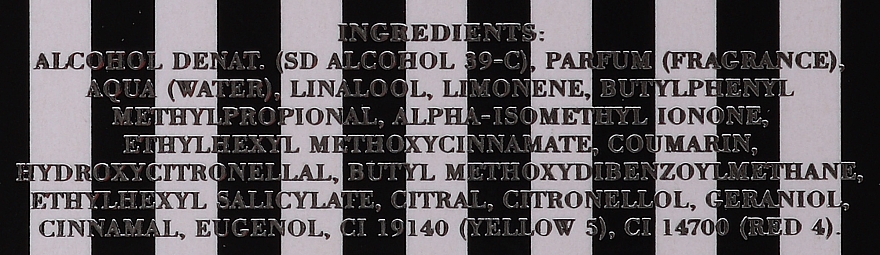 INGREDIENTS:
ALCOHOL DENAT. (SD ALCOHOL 39-C), PARFUM (FRAGRANCE),
AQUA (WATER), LINALOOL, LIMONENE, BUTYLPHENYL
METHYLPROPIONAL, ALPHA-ISOMETHYL IONONE,
ETHYLHEXYL METHOXYCINNAMATE, COUMARIN,
HYDROXYCITRONELLAL, BUTYL METHOXYDIBENZOYLMETHANE,
ETHYLHEXYL SALICYLATE, CITRAL, CITRONELLOL, GERANIOL,
CINNAMAL, EUGENOL, CI 19140 (YELLOW 5), CI 14700 (RED 4).